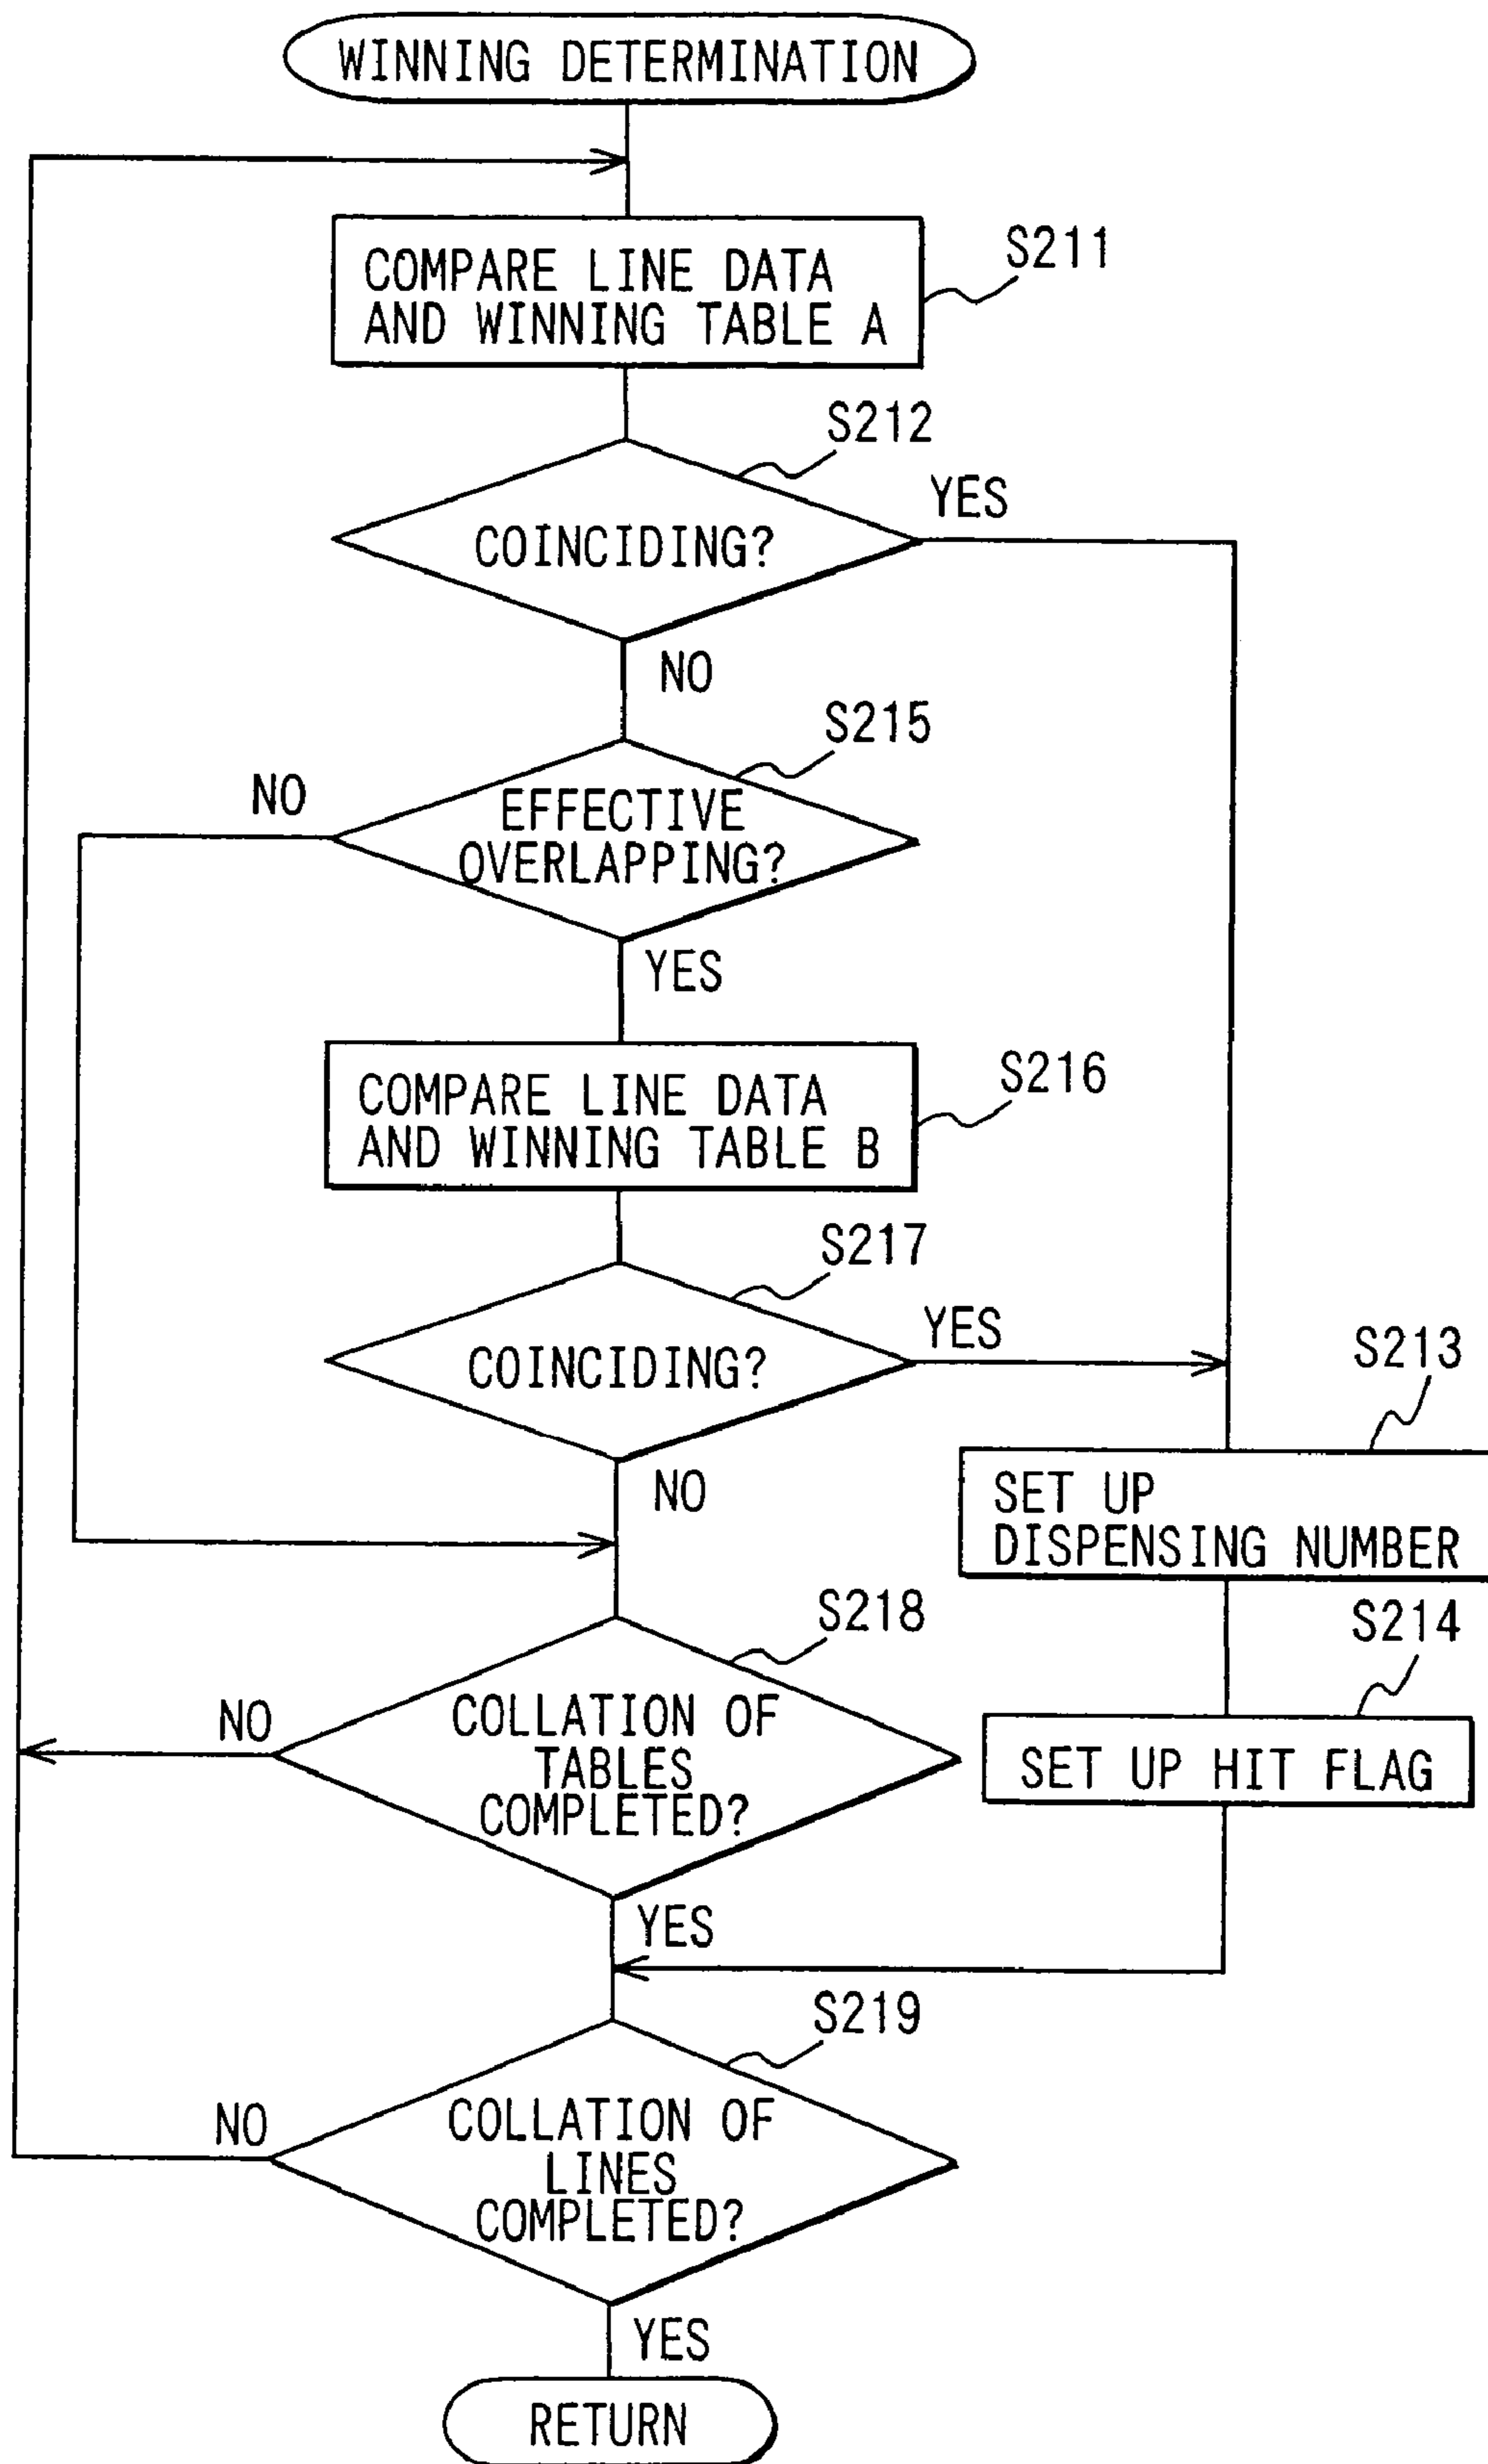 WINNING DETERMINATION
COMPARE LINE DATA
AND WINNING TABLE A
S211
S212
COINCIDING?
YES
NO
S215
NO
EFFECTIVE
OVERLAPPING?
YES
COMPARE LINE DATA
AND WINNING TABLE B
S216
S217
COINCIDING?
YES
NO
S213
SET UP
DISPENSING NUMBER
S214
SET UP HIT FLAG
S218
NO
COLLATION OF
TABLES
COMPLETED?
YES
S219
NO
COLLATION OF
LINES
COMPLETED?
YES
RETURN